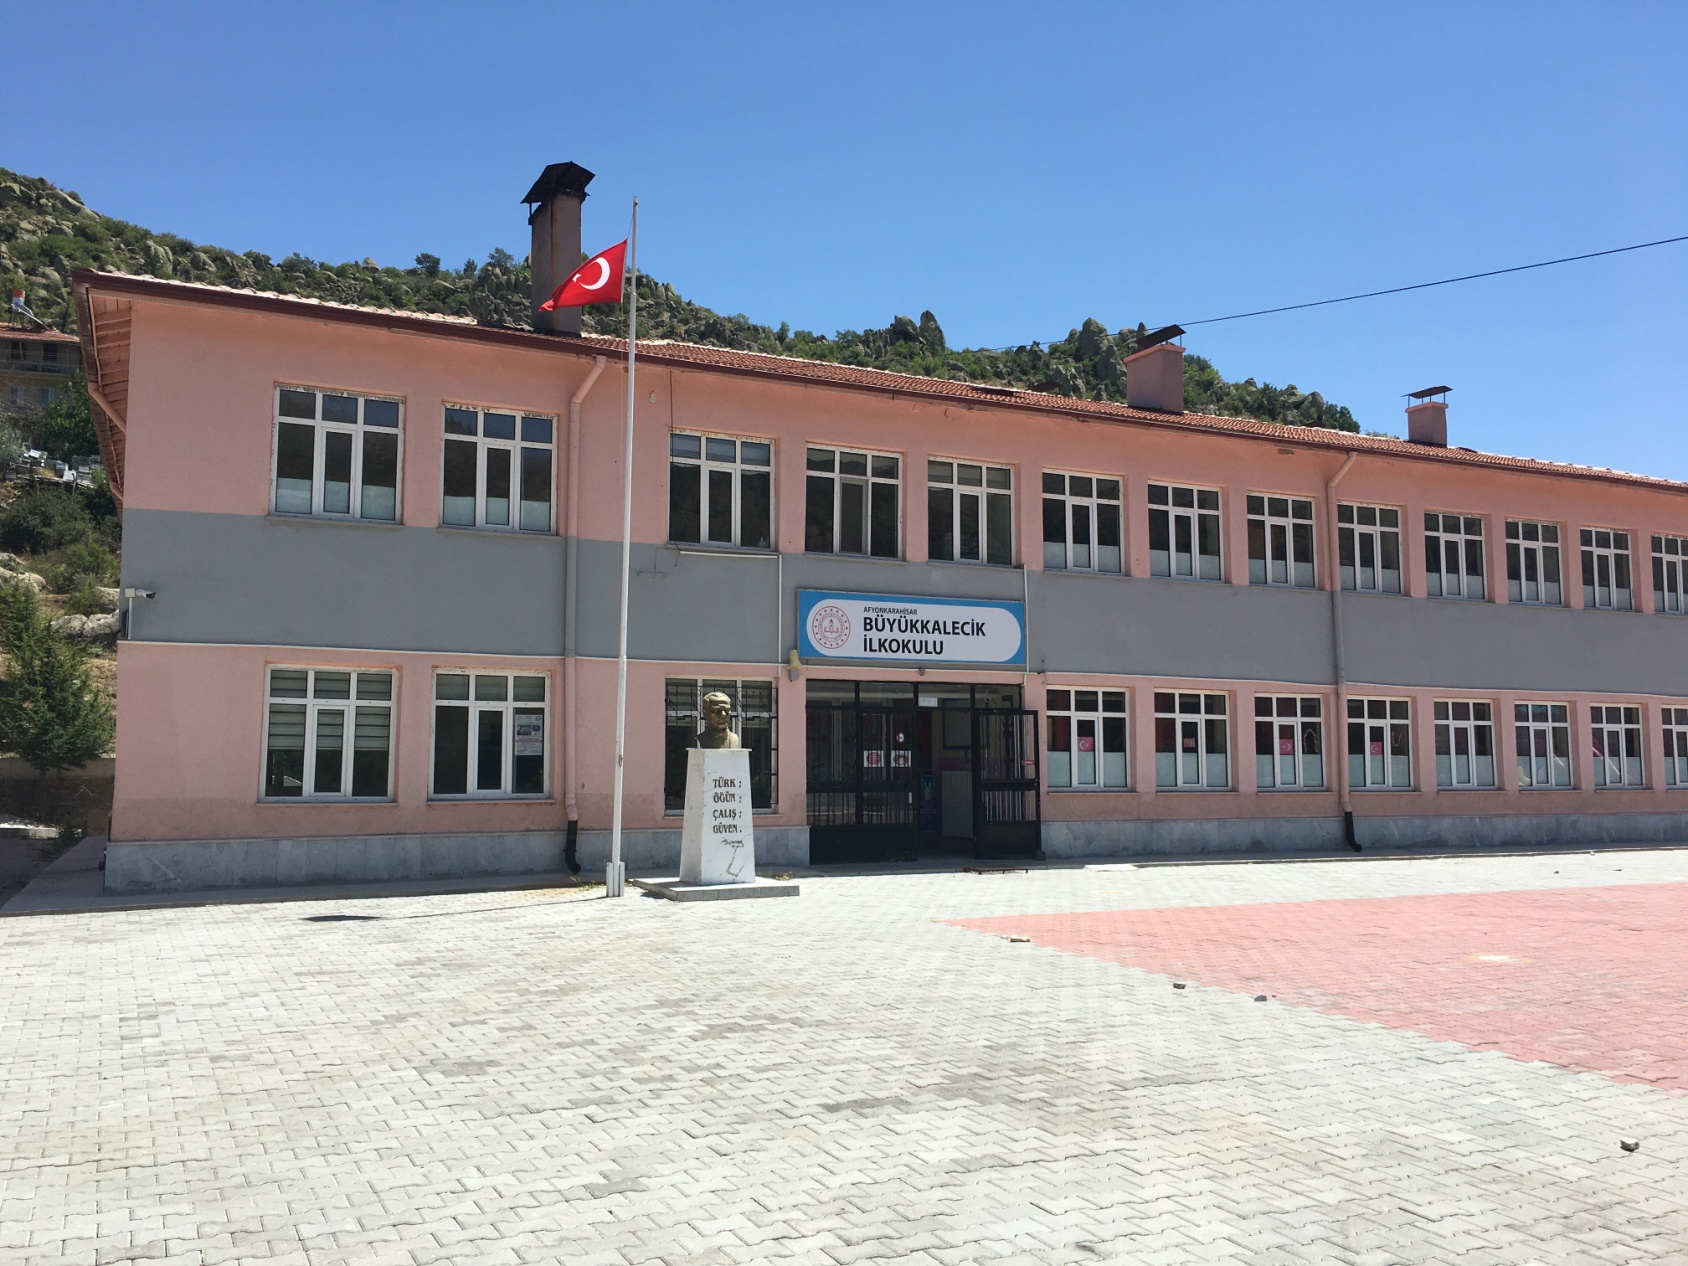 AFYONKARAHİSAR
BÜYÜKKALECİK
İLKOKULU
TÜRK ;
ÖĞÜN ;
ÇALIŞ ;
GÜVEN .